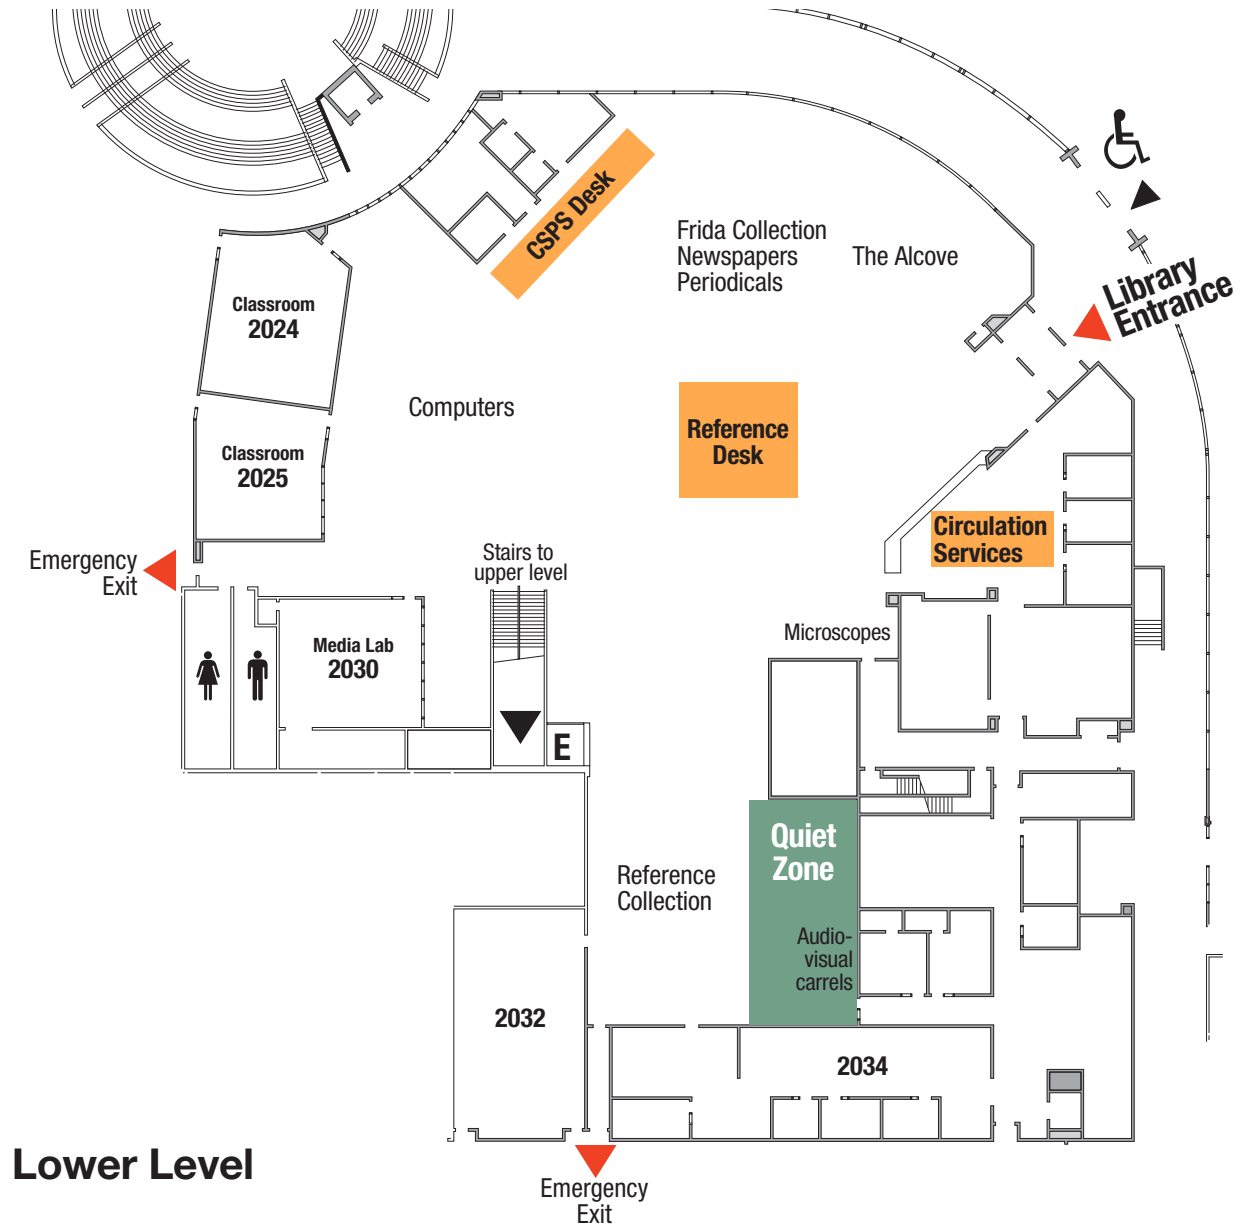 CSPS Desk
Frida Collection
Newspapers
Periodicals
The Alcove
Library
Entrance
Classroom
2024
Computers
Reference
Desk
Classroom
2025
Circulation
Services
Emergency
Exit
Stairs to
upper level
Microscopes
Media Lab
2030
E
Quiet
Zone
Reference
Collection
Audio-
visual
carrels
2032
2034
Lower Level
Emergency
Exit